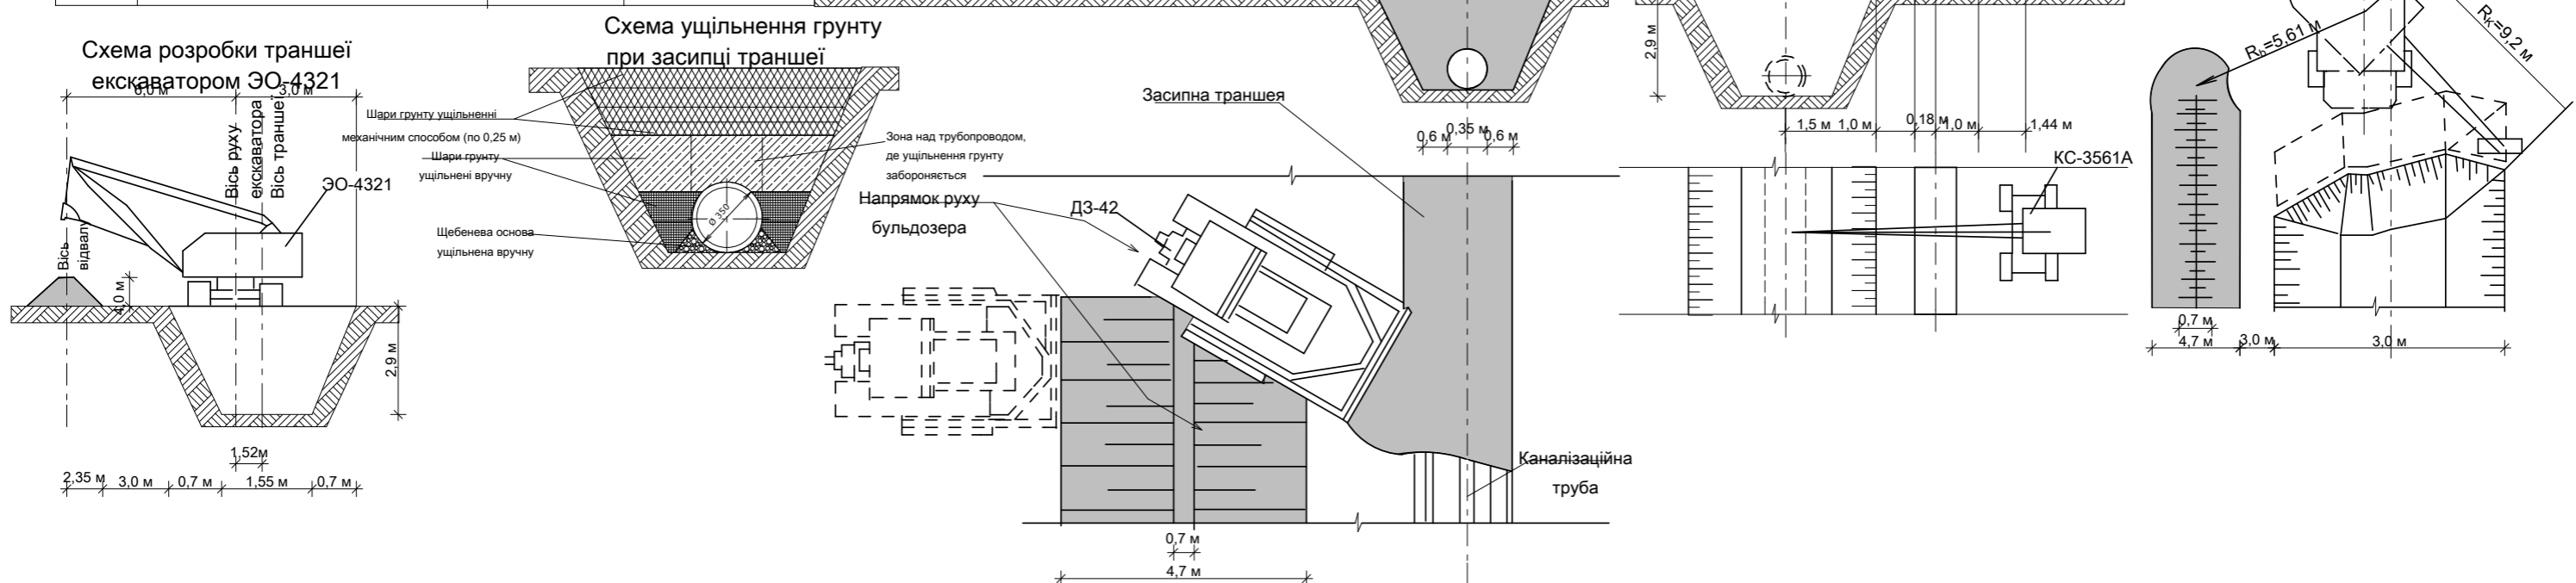 Схема розробки траншеї
екскаватором ЭО-4321
6,0 м
3,0 м
Вісь руху
екскаватора
Вісь траншеї
ЭО-4321
Вісь
відвалу
4,0 м
2,9 м
1,52м
2,35 м
3,0 м
0,7 м
1,55 м
0,7 м
Схема ущільнення грунту
при засипці траншеї
Шари грунту ущільненні
механічним способом (по 0,25 м)
Шари грунту
ущільнені вручну
Щебенева основа
ущільнена вручну
Ø 350
Зона над трубопроводом,
де ущільнення грунту
забороняється
Напрямок руху
бульдозера
ДЗ-42
Засипна траншея
0,6 м
0,35 м
0,6 м
Каналізаційна
труба
0,7 м
4,7 м
2,9 м
1,5 м
1,0 м
0,18 м
1,0 м
1,44 м
КС-3561А
Rь=5,61 м
Rк=9,2 м
0,7 м
4,7 м
3,0 м
3,0 м